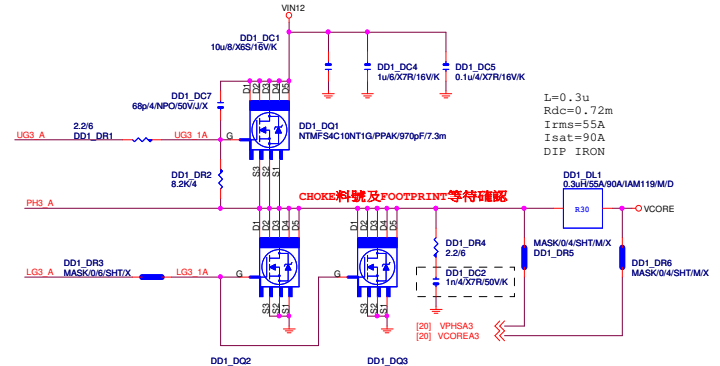 VIN12
DD1_DC1
10u/8/X6S/16V/K
DD1_DC4
1u/6/X7R/16V/K
DD1_DC5
0.1u/4/X7R/16V/K
DD1_DC7
68p/4/NPO/50V/J/X
D1
D2
D3
D4
D5
DD1_DQ1
NTMFS4C10NT1G/PPAK/970pF/7.3m
G
S3
S2
S1
UG3_A
2.2/6
DD1_DR1
UG3_1A
DD1_DR2
8.2K/4
L=0.3u
Rdc=0.72m
Irms=55A
Isat=90A
DIP IRON
CHOKE料號及FOOTPRINT等待確認
DD1_DL1
0.3uH/55A/90A/IAM119/M/D
R30
VCORE
PH3_A
D1
D2
D3
D4
D5
D1
D2
D3
D4
D5
DD1_DR4
2.2/6
DD1_DC2
1n/4/X7R/50V/K
MASK/0/4/SHT/M/X
DD1_DR5
DD1_DR6
MASK/0/4/SHT/M/X
DD1_DR3
MASK/0/6/SHT/X
LG3_A
LG3_1A
G
G
S3
S2
S1
S3
S2
S1
[20] VPHSA3
[20] VCOREA3
DD1_DQ2
DD1_DQ3